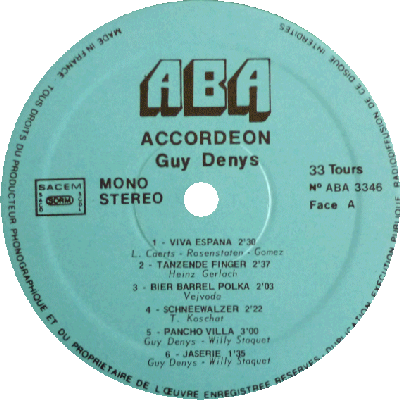 ABA
ACCORDEON
Guy Denys
33 Tours
Nº ABA 3346
Face A
SACEM
SDRM
MONO
STEREO
1 - VIVA ESPANA 2'30
L. Caerts - Rosenstaten - Gomez
2 - TANZENDE FINGER 2'37
Heinz Gerlach
3 - BIER BARREL POLKA 2'03
Vejvoda
4 - SCHNEEWALZER 2'22
T. Koschat
5 - PANCHO VILLA 3'00
Guy Denys - Willy Staquet
6 - JASERIE 1'35
Guy Denys - Willy Staquet
MADE IN FRANCE
TOUS DROITS DU PRODUCTEUR PHONOGRAPHIQUE ET DU PROPRIETAIRE DE L'ŒUVRE ENREGISTREE RESERVES
RADIODIFFUSION DE CE DISQUE INTERDITES